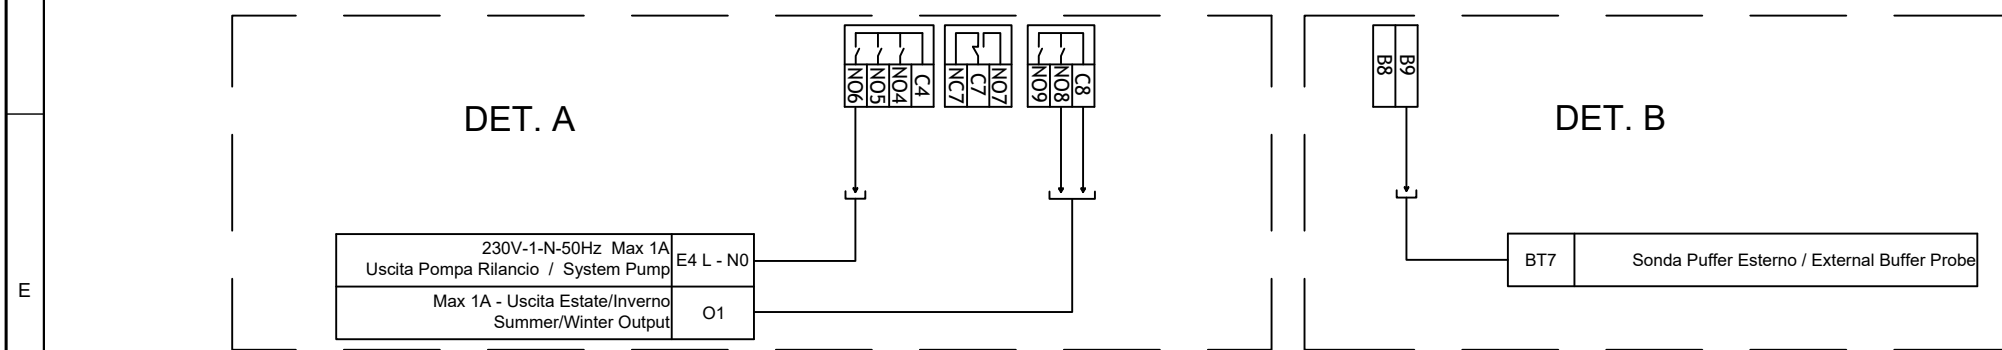 NO6
NO5
NO4
C4
NC7
C7
NO7
NO9
NO8
C8
B8
B9
DET. A
DET. B
230V-1-N-50Hz Max 1A
Uscita Pompa Rilancio / System Pump
E4 L - N0
Max 1A - Uscita Estate/Inverno
Summer/Winter Output
O1
BT7
Sonda Puffer Esterno / External Buffer Probe
E